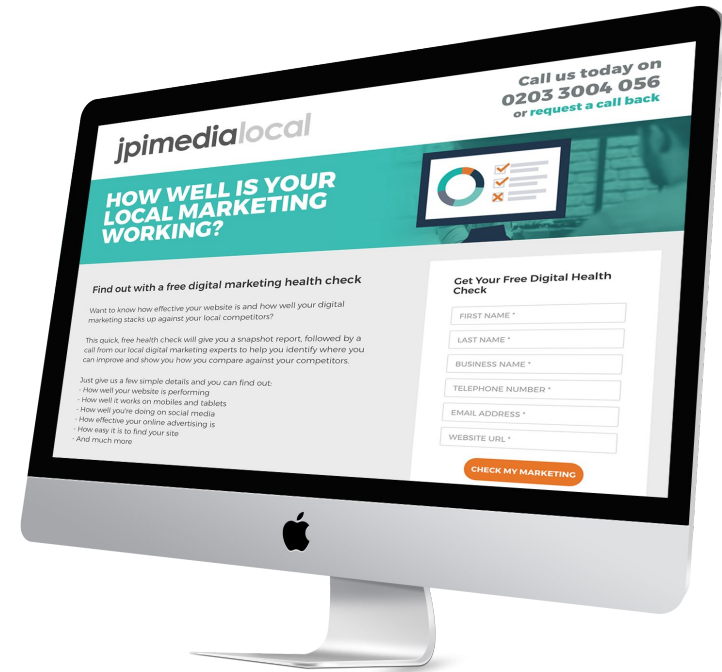 jpimedialocal
Call us today on
0203 3004 056
or request a call back
HOW WELL IS YOUR
LOCAL MARKETING
WORKING?
Find out with a free digital marketing health check
Want to know how effective your website is and how well your digital
marketing stacks up against your local competitors?
This quick, free health check will give you a snapshot report, followed by a
call from our local digital marketing experts to help you identify where you
can improve and show you how you compare against your competitors.
Just give us a few simple details and you can find out:
- How well your website is performing
- How well it works on mobiles and tablets
- How well you're doing on social media
- How effective your online advertising is
- How easy it is to find your site
- And much more
Get Your Free Digital Health
Check
FIRST NAME *
LAST NAME *
BUSINESS NAME *
TELEPHONE NUMBER *
EMAIL ADDRESS *
WEBSITE URL *
CHECK MY MARKETING